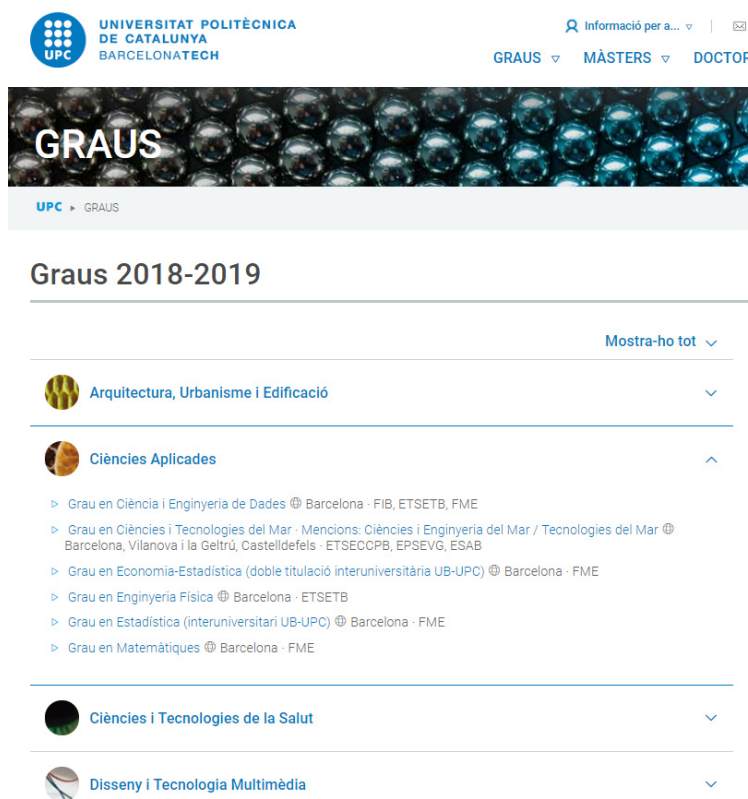 UNIVERSITAT POLITÈCNICA
DE CATALUNYA
BARCELONATECH
UPC
Informació per a...
GRAUS MÀSTERS
GRAUS
UPC ▸ GRAUS
Graus 2018-2019
Mostra-ho tot
Arquitectura, Urbanisme i Edificació
Ciències Aplicades
Grau en Ciència i Enginyeria de Dades Barcelona · FIB, ETSETB, FME
Grau en Ciències i Tecnologies del Mar · Mencions: Ciències i Enginyeria del Mar / Tecnologies del Mar
Barcelona, Vilanova i la Geltrú, Castelldefels · ETSECCPB, EPSEVG, ESAB
Grau en Economia-Estadística (doble titulació interuniversitària UB-UPC) Barcelona · FME
Grau en Enginyeria Física Barcelona · ETSETB
Grau en Estadística (interuniversitari UB-UPC) Barcelona · FME
Grau en Matemàtiques Barcelona · FME
Ciències i Tecnologies de la Salut
Disseny i Tecnologia Multimèdia